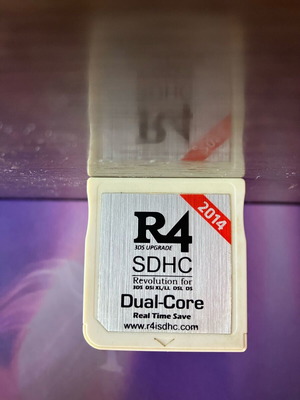 R4
2014
3DS UPGRADE
SDHC
Revolution for
3DS DSi XL/LL DSL DS
Dual-Core
Real Time Save
www.r4isdhc.com